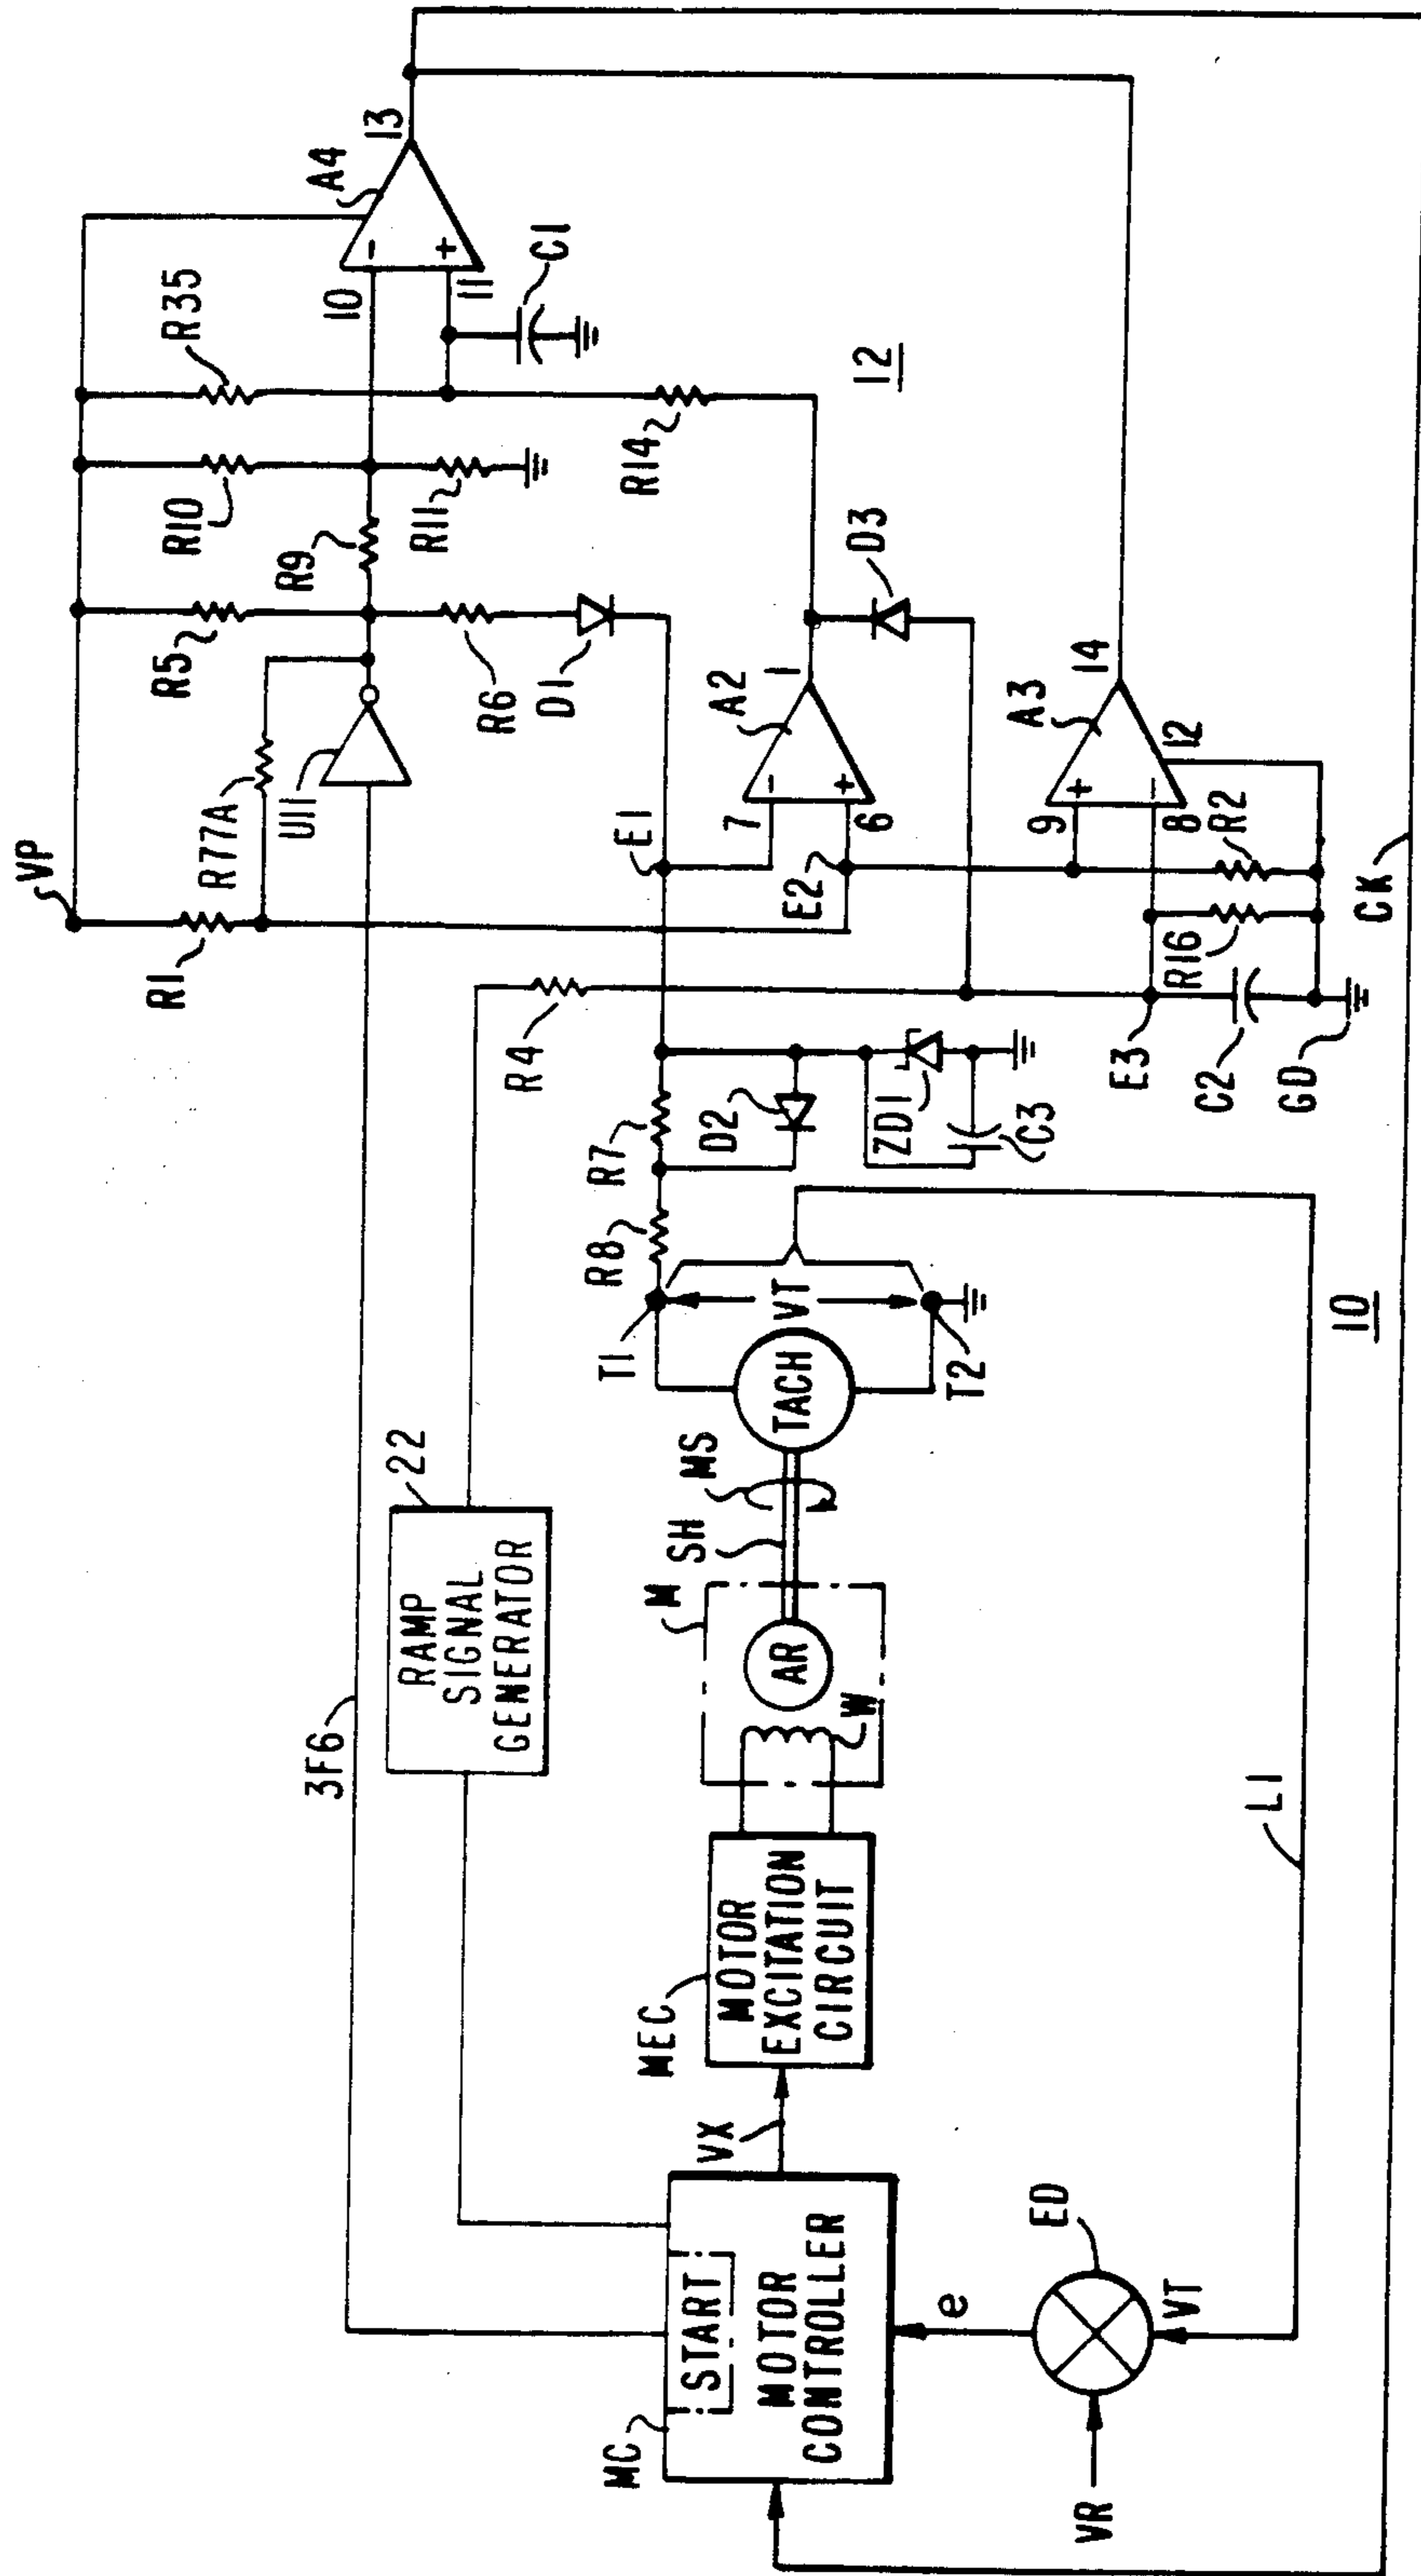 VP
R1
R77A
U11
R5
R9
R10
R35
A4
10
13
11
C1
R11
R6
D1
R14
12
E1
7
6
A2
1
D3
E2
9
8
A3
14
12
R2
R16
E3
C2
GD
CK
R4
R7
R8
D2
ZD1
C3
T1
VT
T2
TACH
MS
SH
M
AR
W
3F6
22
RAMP
SIGNAL
GENERATOR
MEC
MOTOR
EXCITATION
CIRCUIT
VX
MC
START
MOTOR
CONTROLLER
e
ED
VT
VR
L1
10